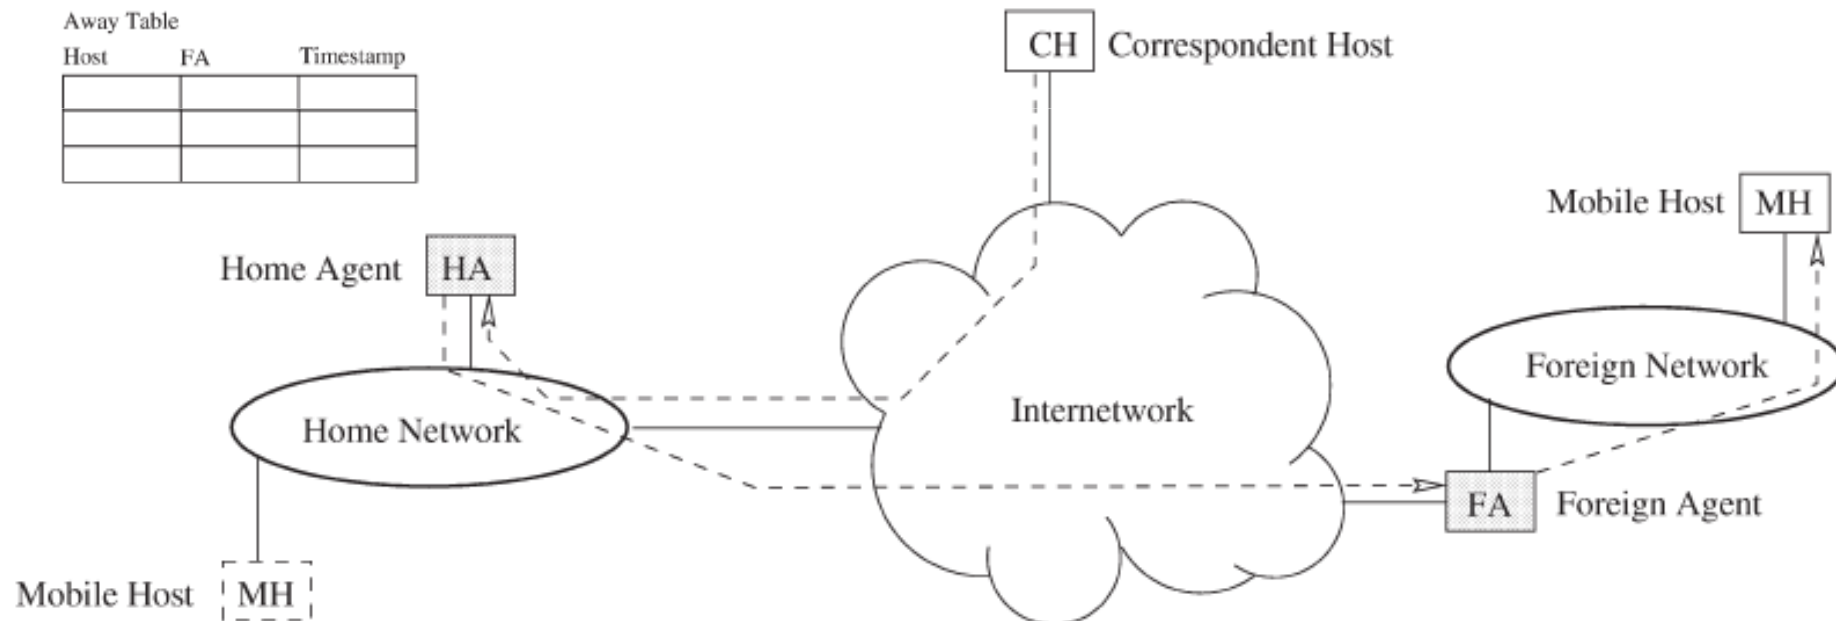 Away Table
Host FA Timestamp
CH Correspondent Host
Mobile Host MH
Home Agent HA
Foreign Network
Internetwork
Home Network
FA Foreign Agent
Mobile Host MH